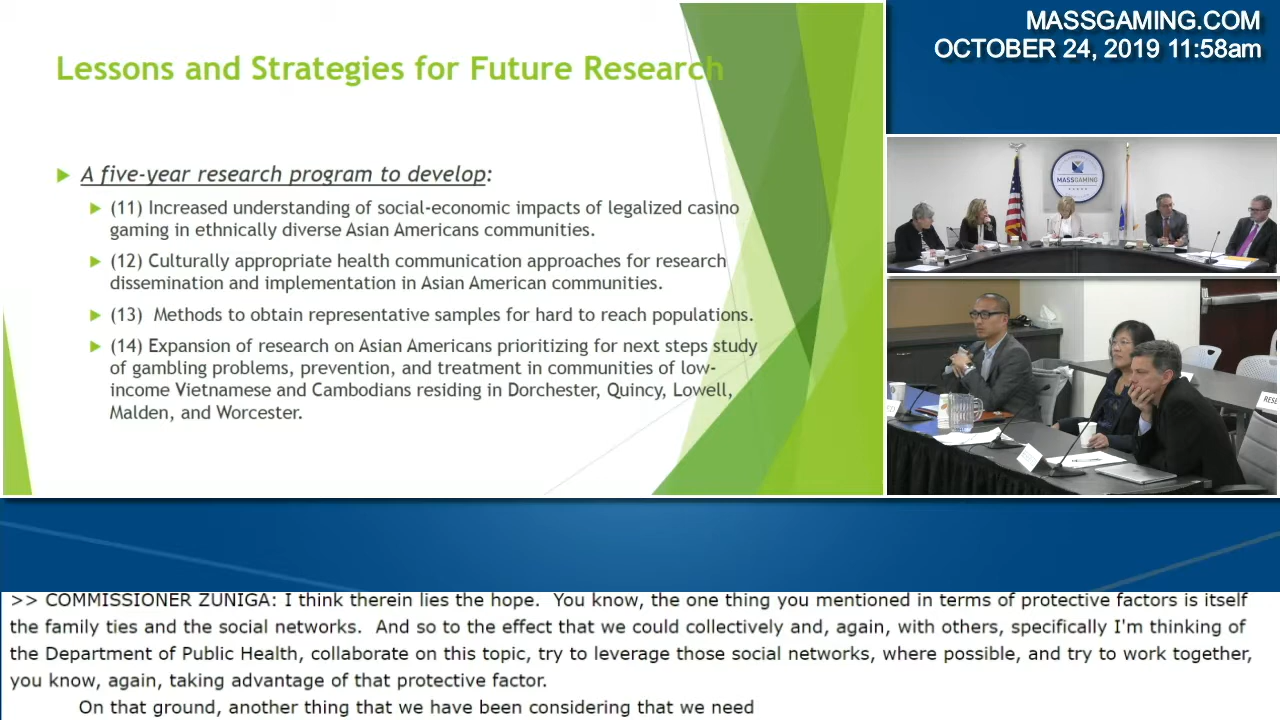 MASSGAMING.COM
OCTOBER 24, 2019 11:58am
Lessons and Strategies for Future Research
A five-year research program to develop:
(11) Increased understanding of social-economic impacts of legalized casino
gaming in ethnically diverse Asian Americans communities.
(12) Culturally appropriate health communication approaches for research
dissemination and implementation in Asian American communities.
(13)  Methods to obtain representative samples for hard to reach populations.
(14) Expansion of research on Asian Americans prioritizing for next steps study
of gambling problems, prevention, and treatment in communities of low-
income Vietnamese and Cambodians residing in Dorchester, Quincy, Lowell,
Malden, and Worcester.
MASSGAMING
>> COMMISSIONER ZUNIGA: I think therein lies the hope.  You know, the one thing you mentioned in terms of protective factors is itself
the family ties and the social networks.  And so to the effect that we could collectively and, again, with others, specifically I'm thinking of
the Department of Public Health, collaborate on this topic, try to leverage those social networks, where possible, and try to work together,
you know, again, taking advantage of that protective factor.
On that ground, another thing that we have been considering that we need